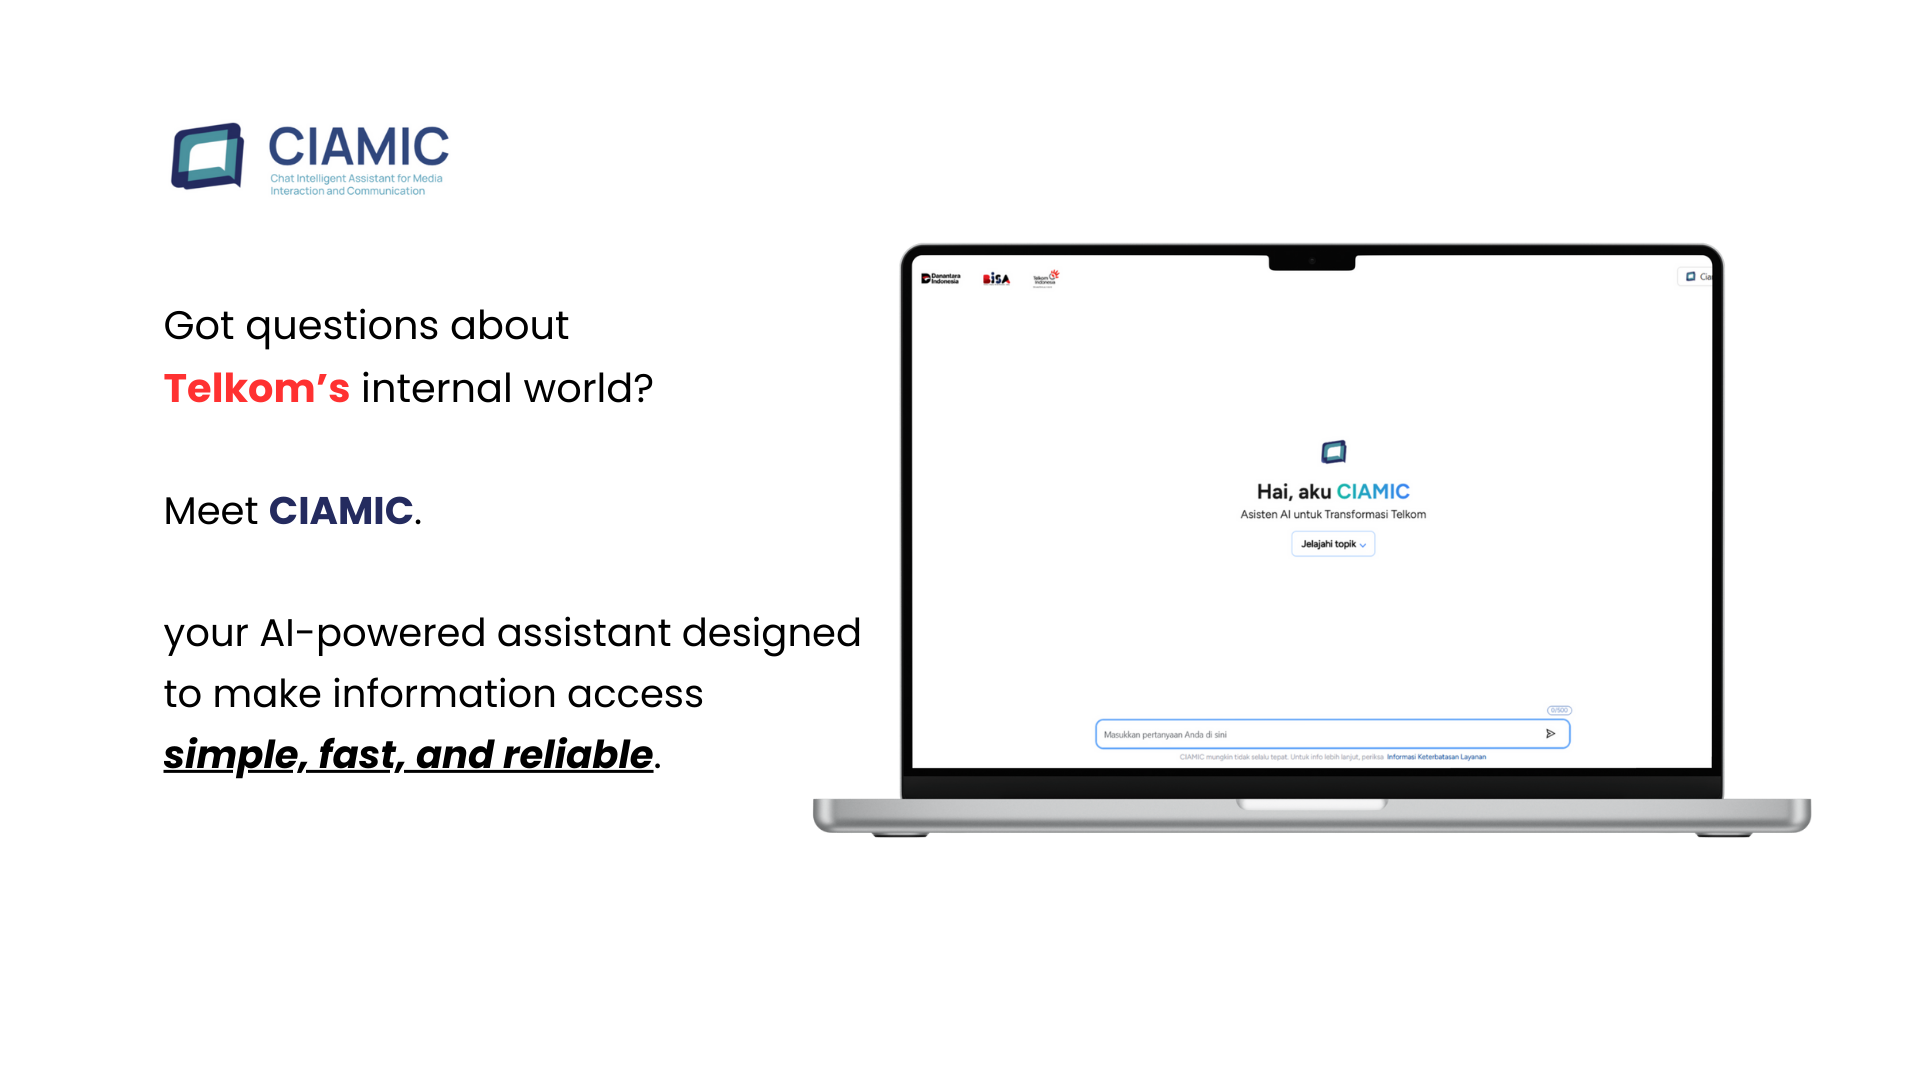 CIAMIC
Chat Intelligent Assistant for Media
Interaction and Communication
Got questions about
Telkom’s internal world?
Meet CIAMIC.
your AI-powered assistant designed
to make information access
simple, fast, and reliable.
Danantara
Indonesia
BiSA
Telkom
Indonesia
Cia
Hai, aku CIAMIC
Asisten AI untuk Transformasi Telkom
Jelajahi topik
0/500
Masukkan pertanyaan Anda di sini
CIAMIC mungkin tidak selalu tepat. Untuk info lebih lanjut, periksa Informasi Keterbatasan Layanan